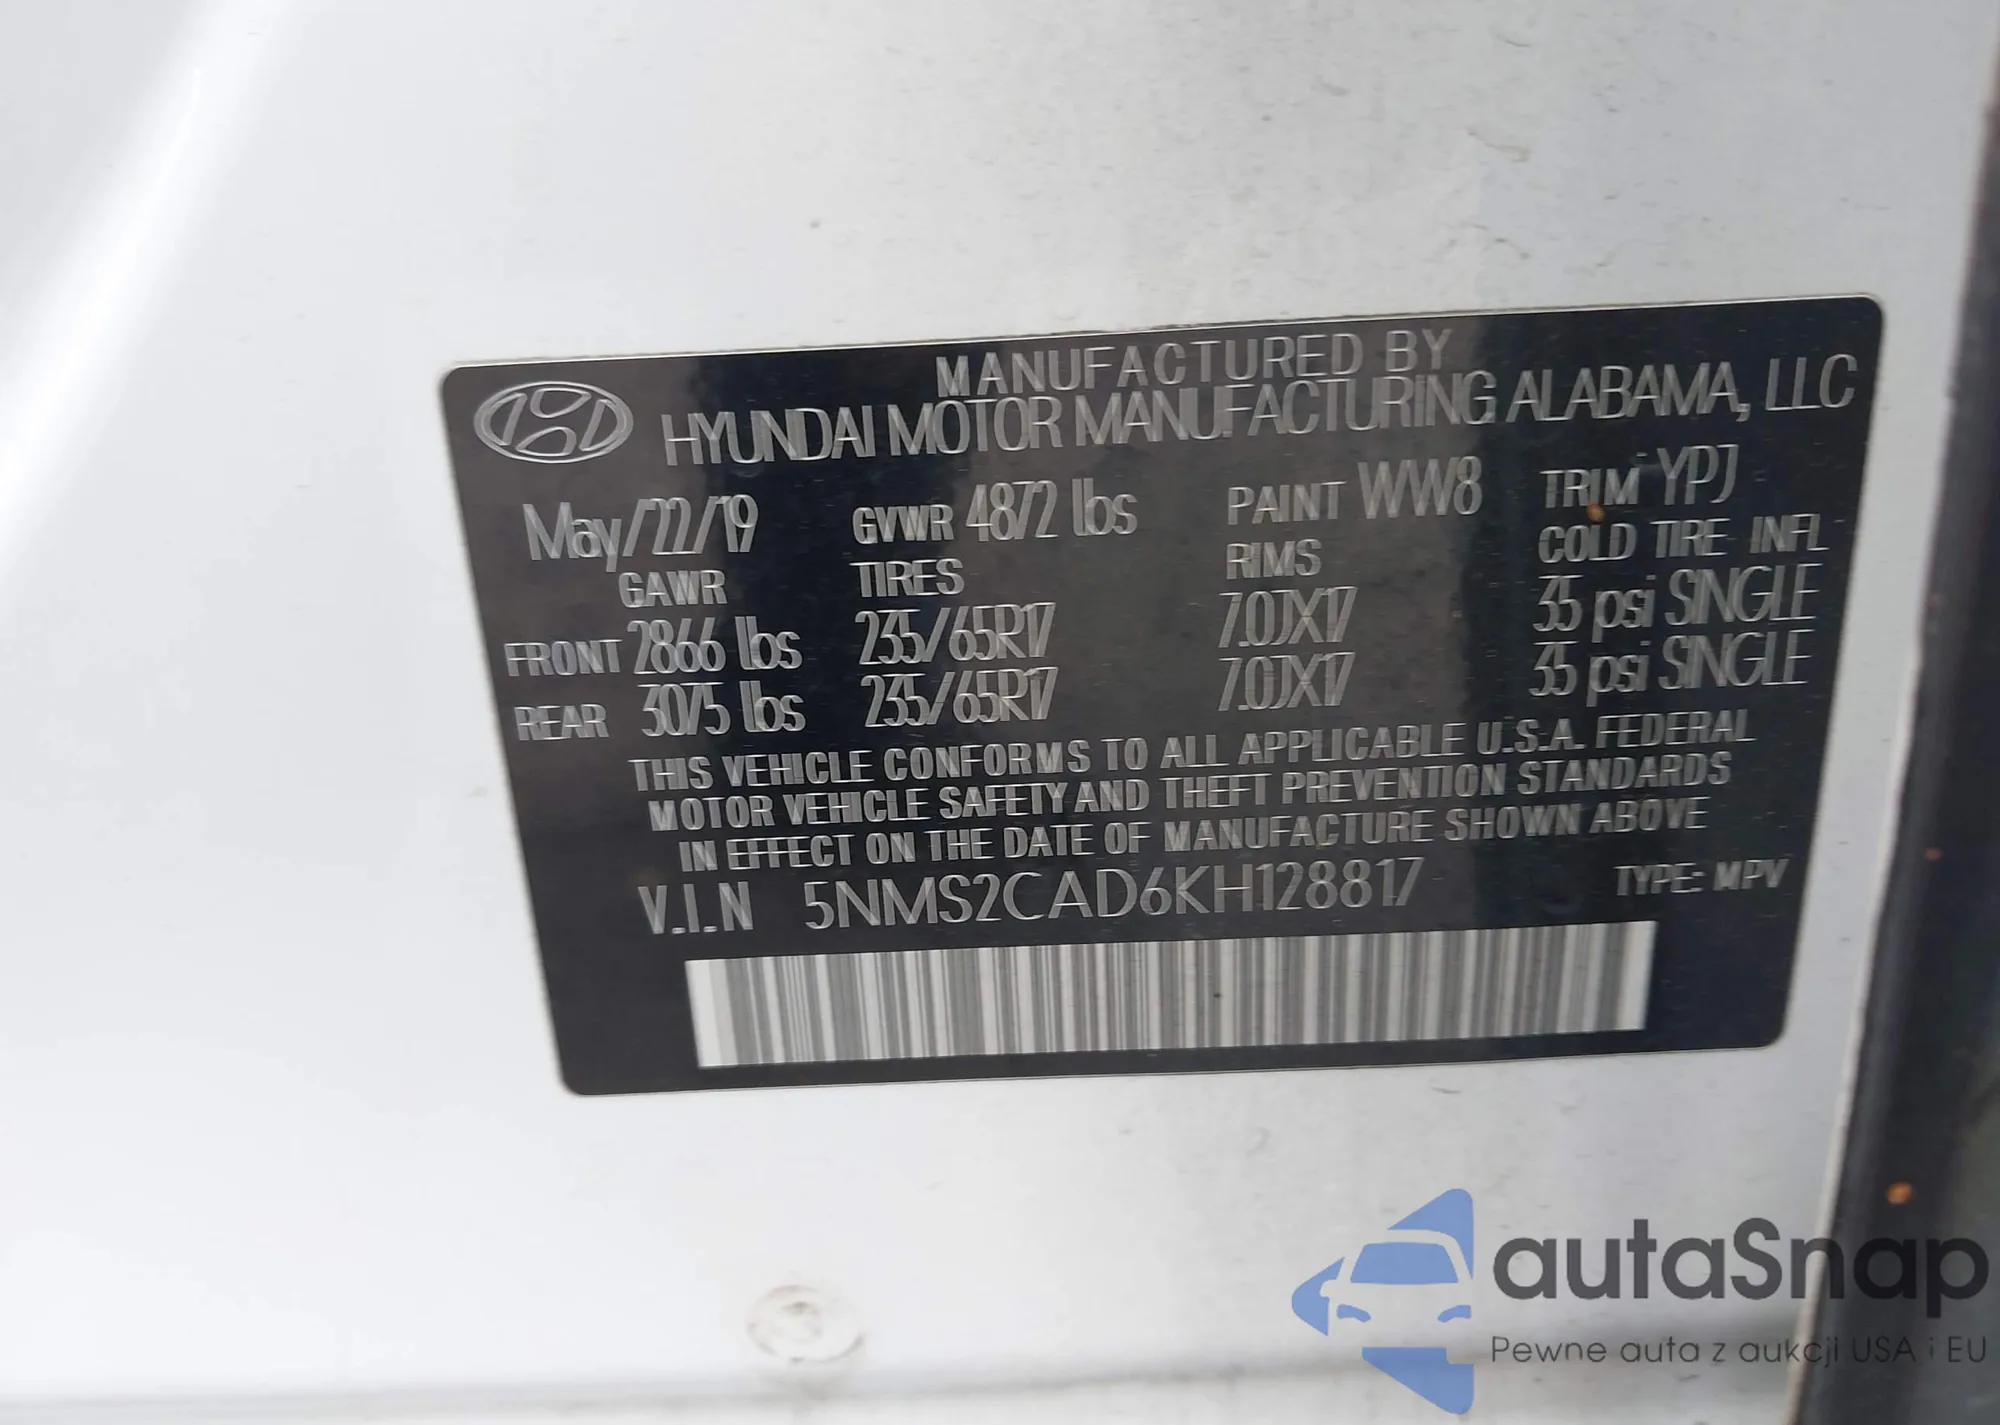 MANUFACTURED BY
HYUNDAI MOTOR MANUFACTURING ALABAMA, LLC
May/22/19 GVWR 4872 lbs PAINT WW8 TRIM YPJ
GAWR TIRES RIMS COLD TIRE INFL
FRONT 2866 lbs 235/65R17 7.0JX17 35 psi SINGLE
REAR 3075 lbs 235/65R17 7.0JX17 35 psi SINGLE
THIS VEHICLE CONFORMS TO ALL APPLICABLE U.S.A. FEDERAL
MOTOR VEHICLE SAFETY AND THEFT PREVENTION STANDARDS
IN EFFECT ON THE DATE OF MANUFACTURE SHOWN ABOVE
V.I.N 5NMS2CAD6KH128817 TYPE: MPV
autaSnap
Pewne auta z aukcji USA i EU